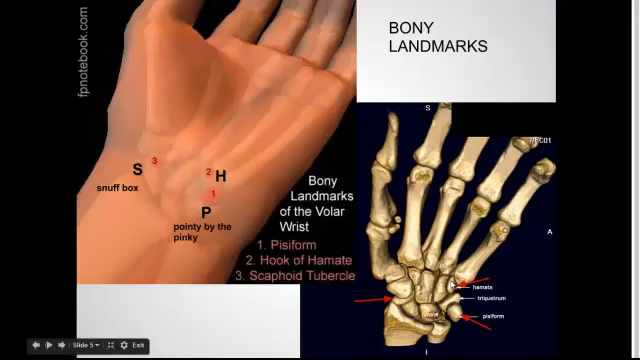 fpnotebook.com
S
3
snuff box
2
H
1
P
pointy by the
pinky
Bony
Landmarks
of the Volar
Wrist
1. Pisiform
2. Hook of Hamate
3. Scaphoid Tubercle
BONY
LANDMARKS
S
A
hamate
triquetrum
lunate
pisiform
I
Slide 5
Exit